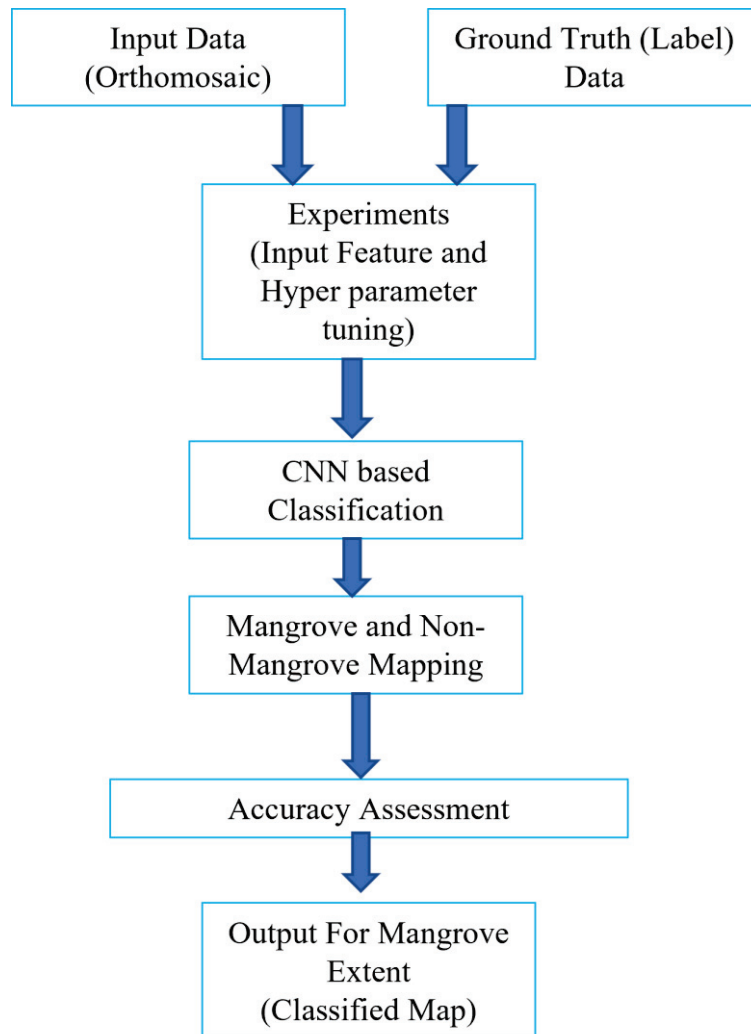 Input Data
(Orthomosaic)
Ground Truth (Label)
Data
Experiments
(Input Feature and
Hyper parameter
tuning)
CNN based
Classification
Mangrove and Non-
Mangrove Mapping
Accuracy Assessment
Output For Mangrove
Extent
(Classified Map)